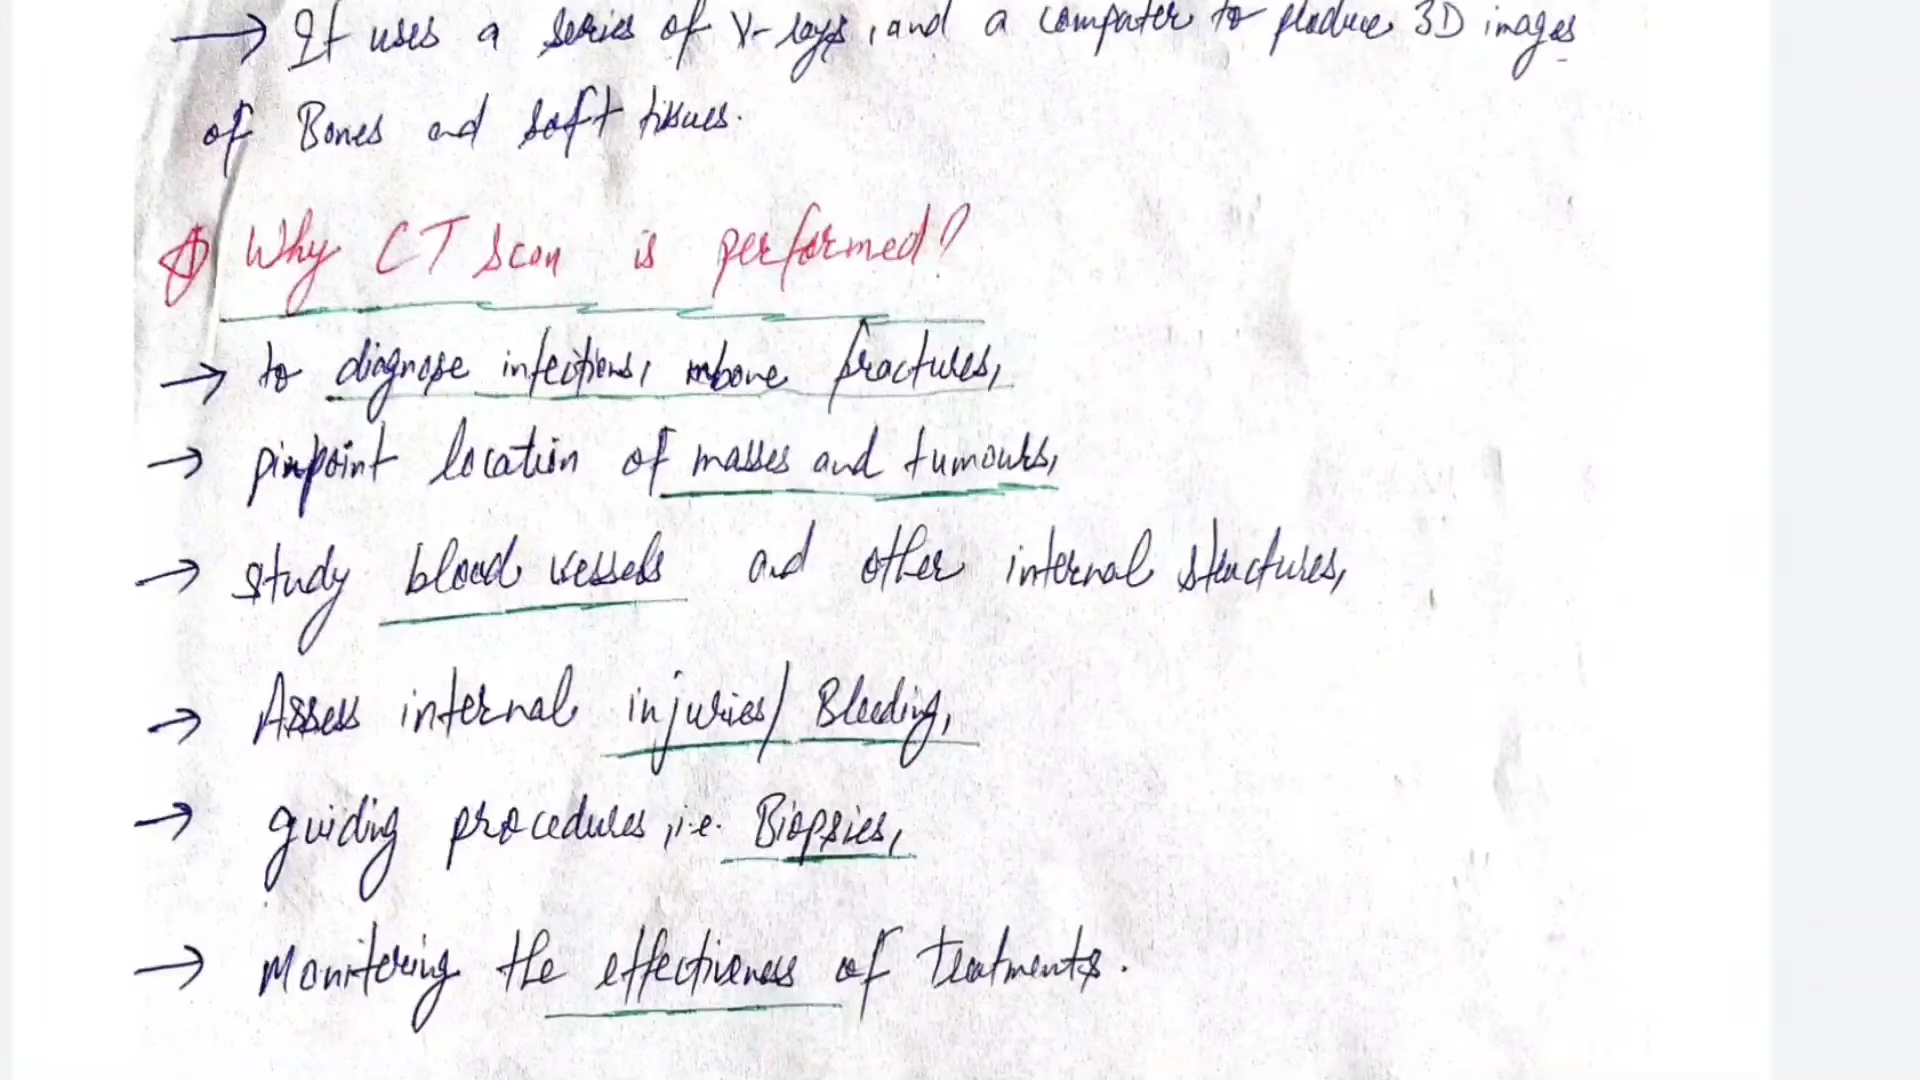 → It uses a series of X-rays, and a computer to produce 3D images
of Bones and soft tissues.
Why CT Scan is performed?
→ to diagnose infections, bone fractures,
→ pinpoint location of masses and tumours,
→ study blood vessels and other internal structures,
→ Assess internal injuries/ Bleeding,
→ guiding procedures, i.e. Biopsies,
→ Monitering the effectiveness of treatments.